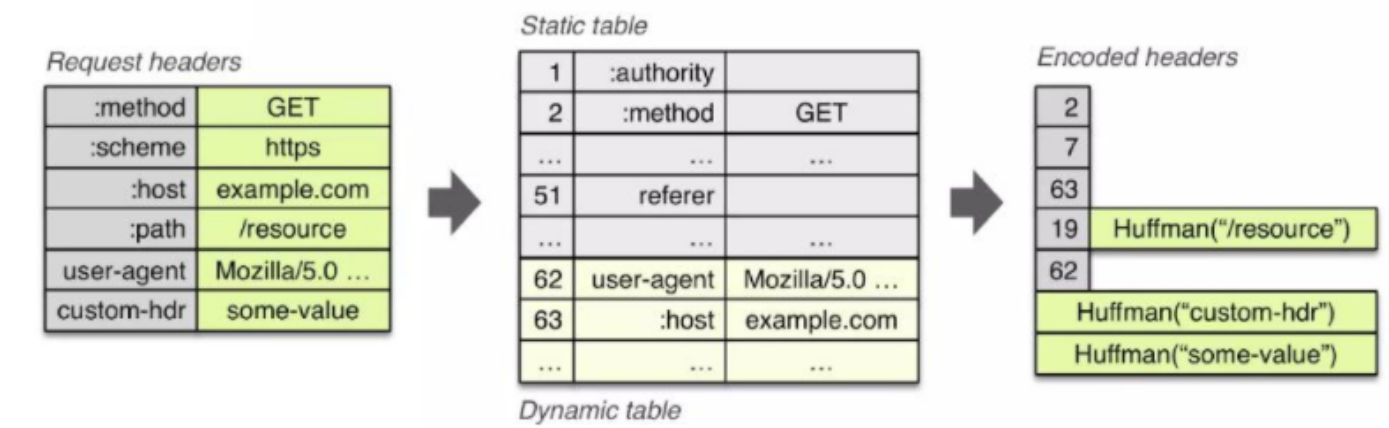 Request headers
:method GET
:scheme https
:host example.com
:path /resource
user-agent Mozilla/5.0 ...
custom-hdr some-value
Static table
1 :authority
2 :method GET
... ... ...
51 referer
... ... ...
62 user-agent Mozilla/5.0 ...
63 :host example.com
... ... ...
Dynamic table
Encoded headers
2
7
63
19 Huffman("/resource")
62
Huffman("custom-hdr")
Huffman("some-value")